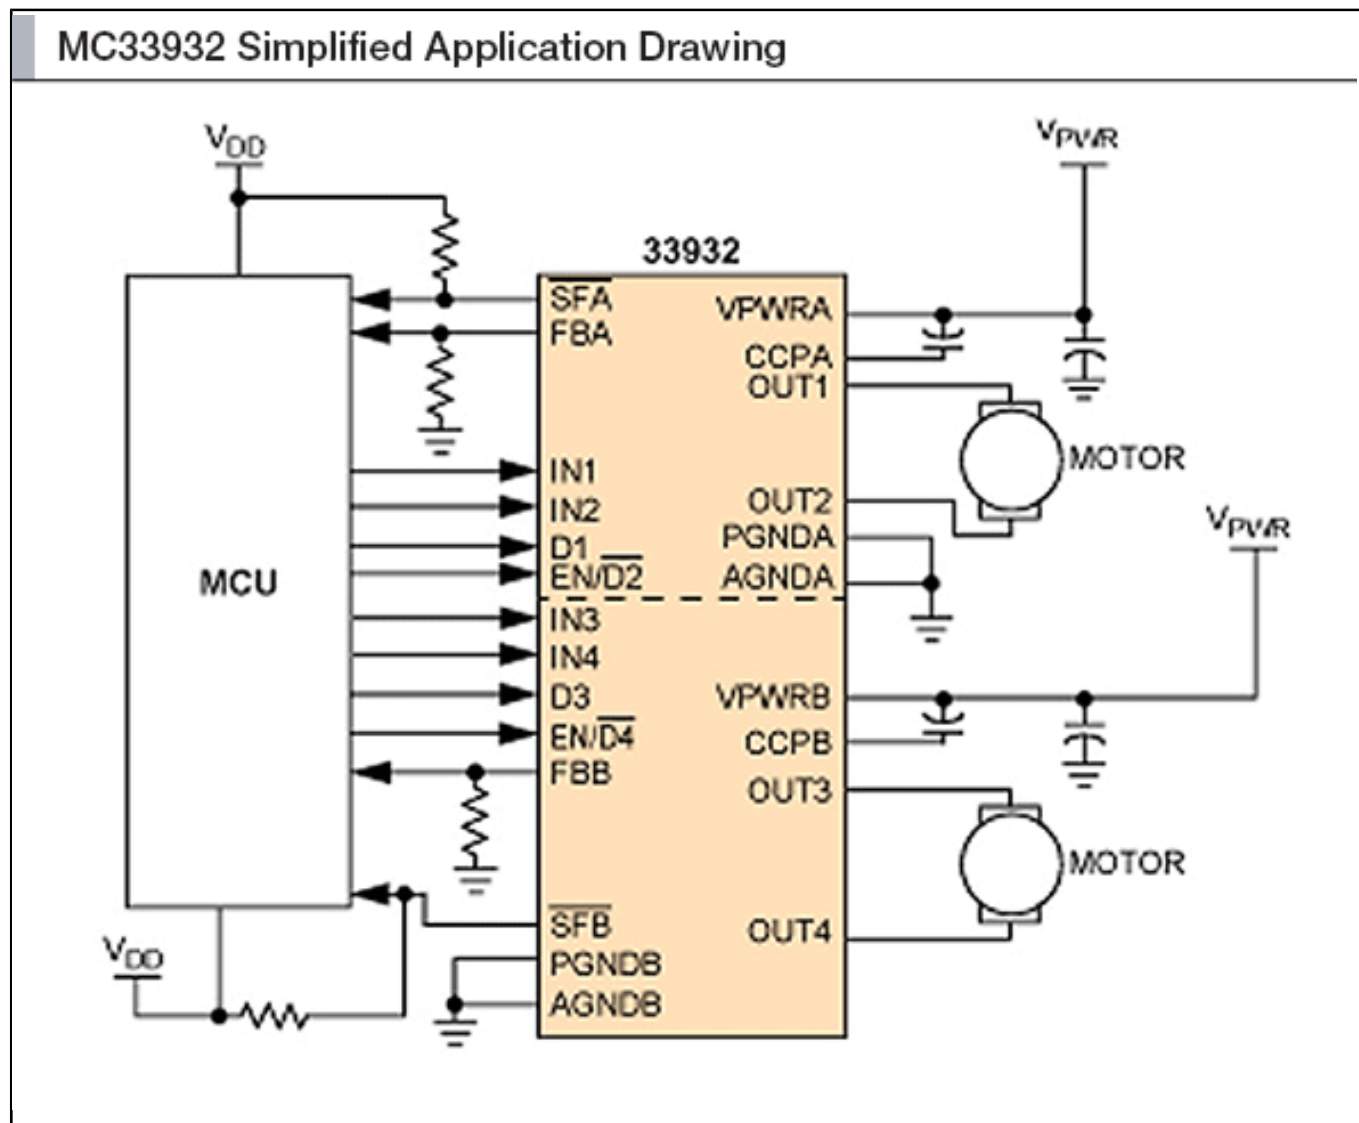 MC33932 Simplified Application Drawing
VDD
VPWR
33932
SFA
FBA
IN1
IN2
D1
EN/D2
IN3
IN4
D3
EN/D4
FBB
SFB
PGNDB
AGNDB
VPWRA
CCPA
OUT1
OUT2
PGNDA
AGNDA
VPWRB
CCPB
OUT3
OUT4
MCU
MOTOR
VPWR
MOTOR
VDD